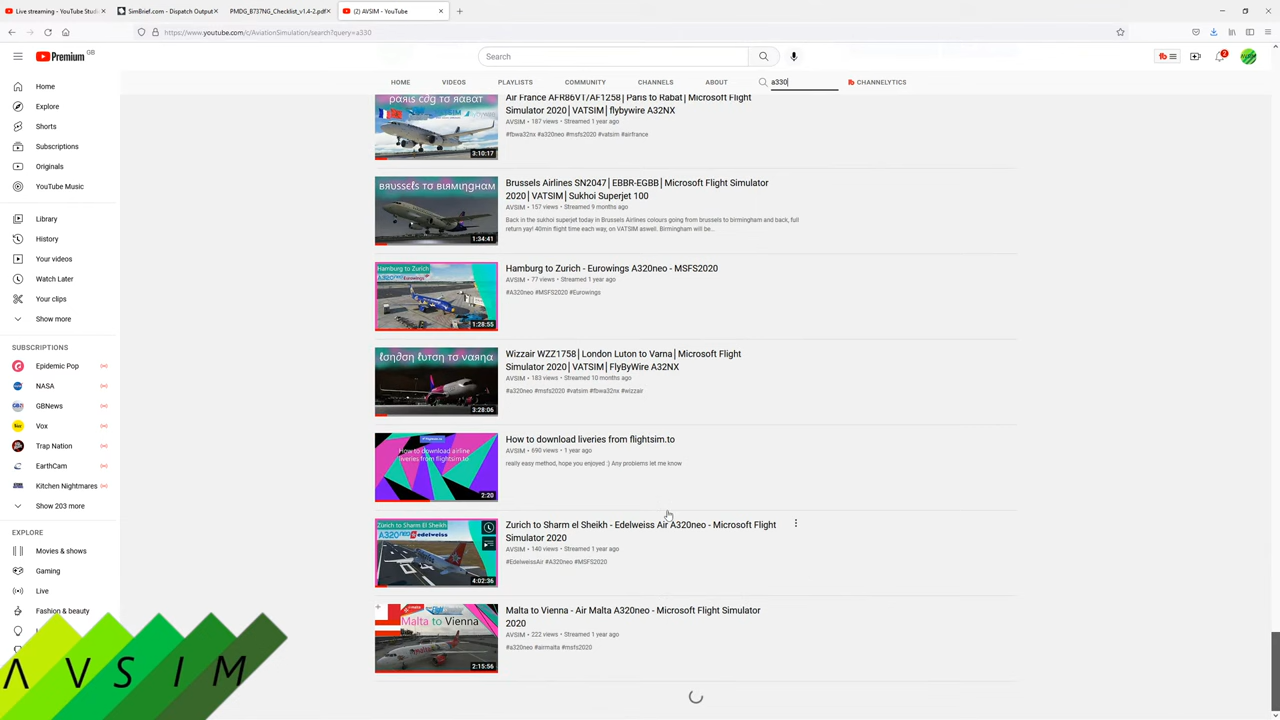 Live streaming - YouTube Studio
SimBrief.com - Dispatch Output
PMDG_B737NG_Checklist_v1.4-2.pdf
(2) AVSIM - YouTube
https://www.youtube.com/c/AviationSimulation/search?query=a330
Premium
GB
Search
2
HOME
VIDEOS
PLAYLISTS
COMMUNITY
CHANNELS
ABOUT
a330
CHANNELYTICS
Home
Explore
Shorts
Subscriptions
Originals
YouTube Music
Library
History
Your videos
Watch Later
Your clips
Show more
SUBSCRIPTIONS
Epidemic Pop
NASA
GBNews
Vox
Trap Nation
EarthCam
Kitchen Nightmares
Show 203 more
EXPLORE
Movies & shows
Gaming
Live
Fashion & beauty
AVSIM
3:10:17
Air France AFR86VT/AF1258| Paris to Rabat| Microsoft Flight
Simulator 2020| VATSIM| flybywire A32NX
AVSIM • 187 views • Streamed 1 year ago
#fbwa32nx #a320neo #msfs2020 #vatsim #airfrance
1:34:41
Brussels Airlines SN2047| EBBR-EGBB| Microsoft Flight Simulator
2020| VATSIM| Sukhoi Superjet 100
AVSIM • 157 views • Streamed 9 months ago
Back in the sukhoi superjet today in Brussels Airlines colours going from brussels to birmingham and back, full
return yay! 40min flight time each way, on VATSIM aswell. Birmingham will be...
Hamburg to Zurich
A320neo
1:28:55
Hamburg to Zurich - Eurowings A320neo - MSFS2020
AVSIM • 77 views • Streamed 1 year ago
#A320neo #MSFS2020 #Eurowings
3:28:06
Wizzair WZZ1758| London Luton to Varna| Microsoft Flight
Simulator 2020| VATSIM| FlyByWire A32NX
AVSIM • 183 views • Streamed 10 months ago
#a320neo #msfs2020 #vatsim #fbwa32nx #wizzair
How to download airline
liveries from flightsim.to
2:20
How to download liveries from flightsim.to
AVSIM • 690 views • 1 year ago
really easy method, hope you enjoyed :) Any problems let me know
Zurich to Sharm El Sheikh
A320neo edelweiss
4:02:36
Zurich to Sharm el Sheikh - Edelweiss Air A320neo - Microsoft Flight
Simulator 2020
AVSIM • 140 views • Streamed 1 year ago
#EdelweissAir #A320neo #MSFS2020
Malta to Vienna
2:15:56
Malta to Vienna - Air Malta A320neo - Microsoft Flight Simulator
2020
AVSIM • 222 views • Streamed 1 year ago
#a320neo #airmalta #msfs2020